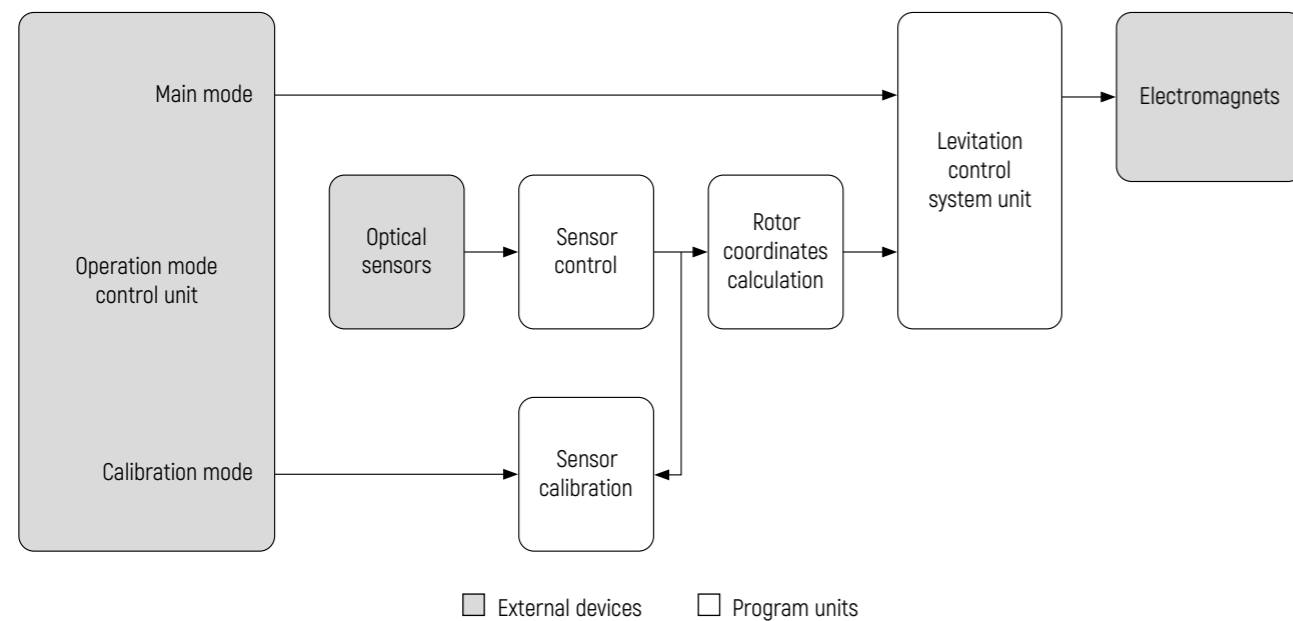 Main mode
Electromagnets
Levitation
control
system unit
Optical
sensors
Sensor
control
Rotor
coordinates
calculation
Operation mode
control unit
Calibration mode
Sensor
calibration
External devices
Program units